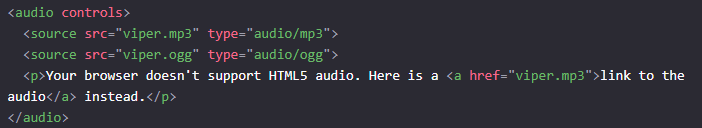 <audio controls>
  <source src="viper.mp3" type="audio/mp3">
  <source src="viper.ogg" type="audio/ogg">
  <p>Your browser doesn't support HTML5 audio. Here is a <a href="viper.mp3">link to the
audio</a> instead.</p>
</audio>